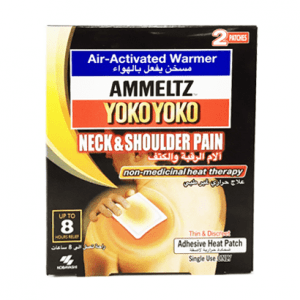 2 PATCHES
Air-Activated Warmer
مسخن يفعل بالهواء
AMMELTZ
YOKO YOKO
NECK & SHOULDER PAIN
آلام الرقبة والكتف
non-medicinal heat therapy
علاج حراري غير طبي
UP TO
8
HOURS RELIEF
Thin & Discreet
Adhesive Heat Patch
Single Use ONLY
KOBAYASHI